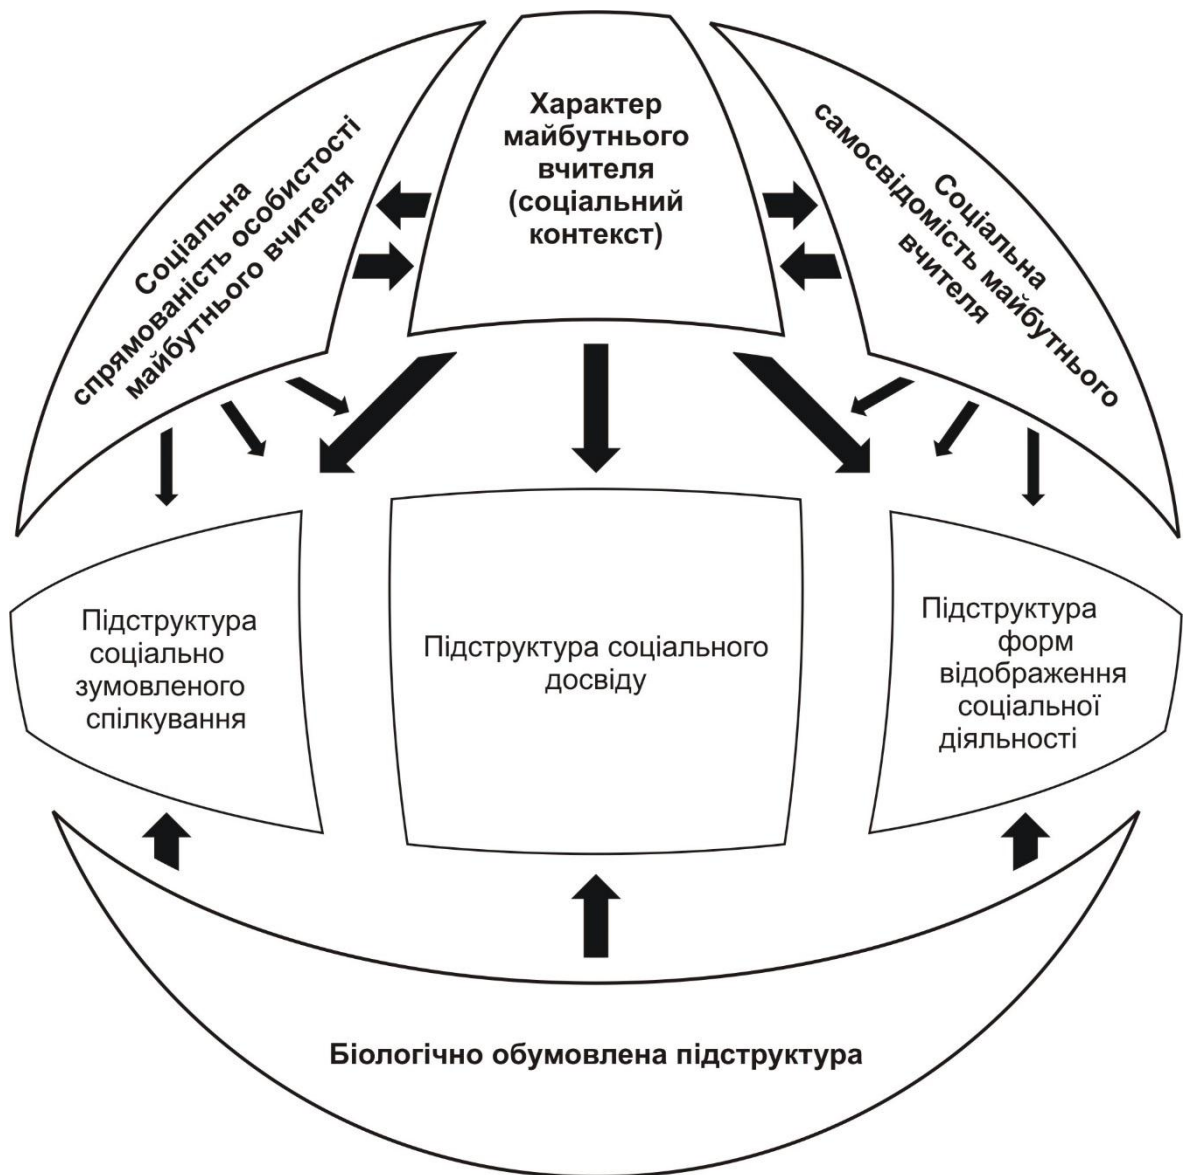 Соціальна
спрямованість особистості
майбутнього вчителя
Характер
майбутнього
вчителя
(соціальний
контекст)
Соціальна
самосвідомість майбутнього
вчителя
Підструктура
соціально
зумовленого
спілкування
Підструктура соціального
досвіду
Підструктура
форм
відображення
соціальної
діяльності
Біологічно обумовлена підструктура